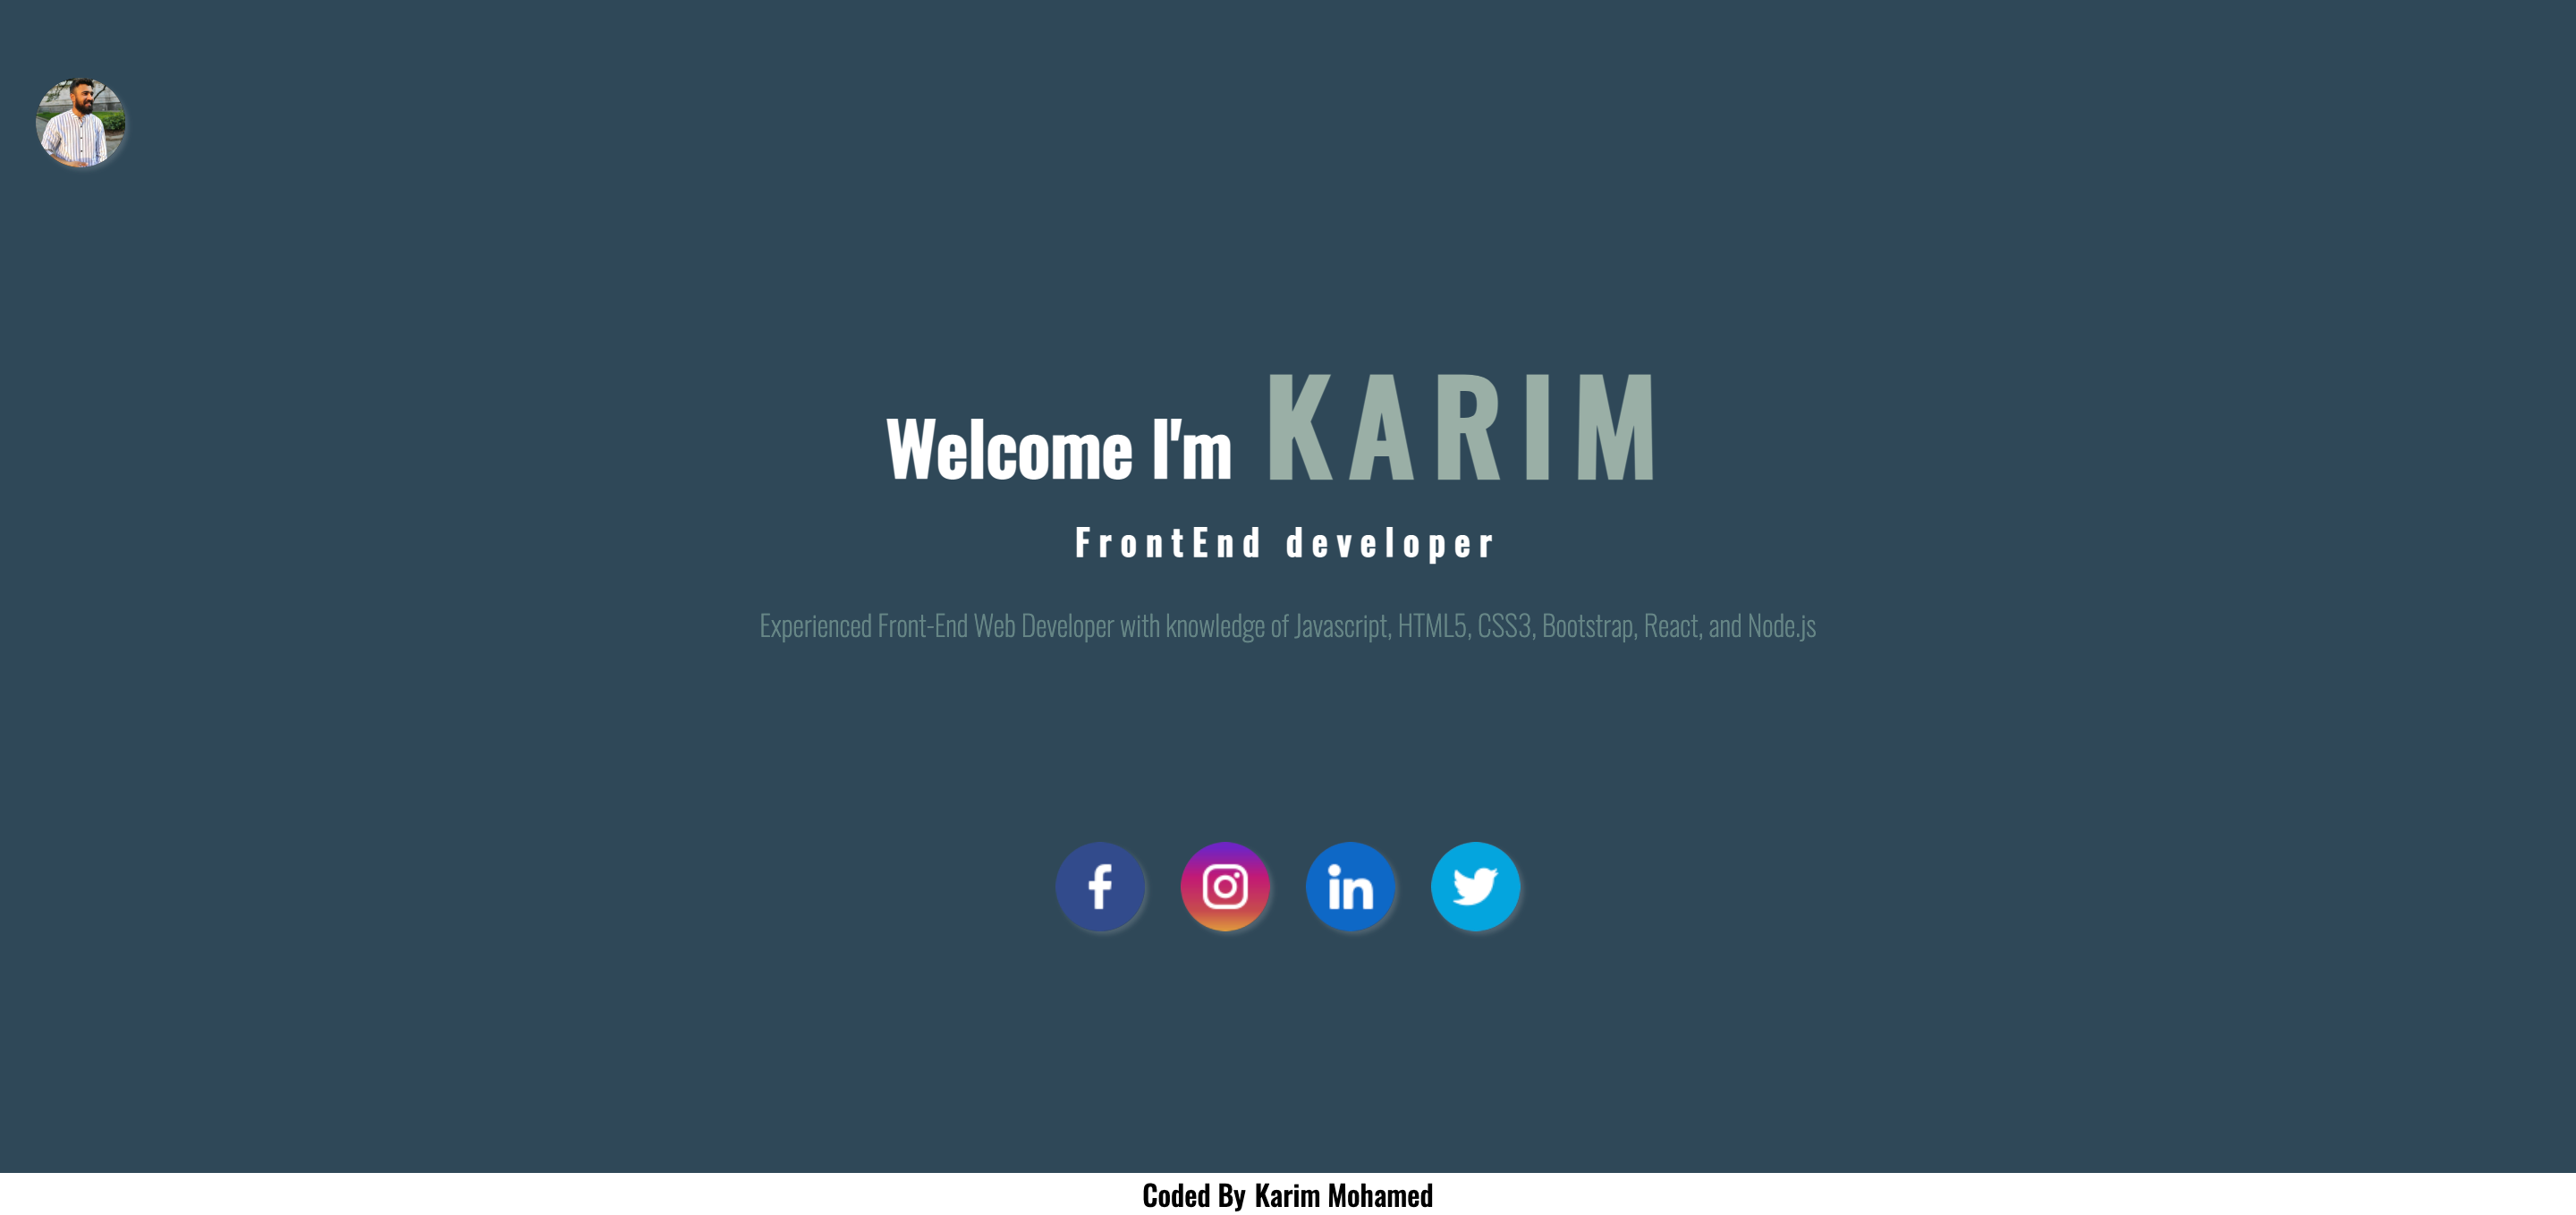 Welcome I'm KARIM
FrontEnd developer
Experienced Front-End Web Developer with knowledge of Javascript, HTML5, CSS3, Bootstrap, React, and Node.js
f
in
Coded By Karim Mohamed